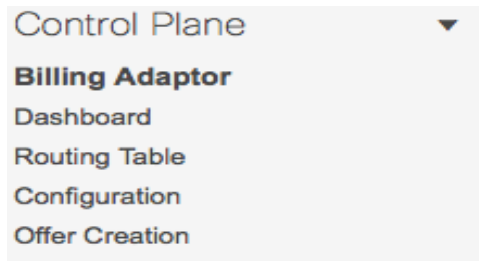 Control Plane
Billing Adaptor
Dashboard
Routing Table
Configuration
Offer Creation